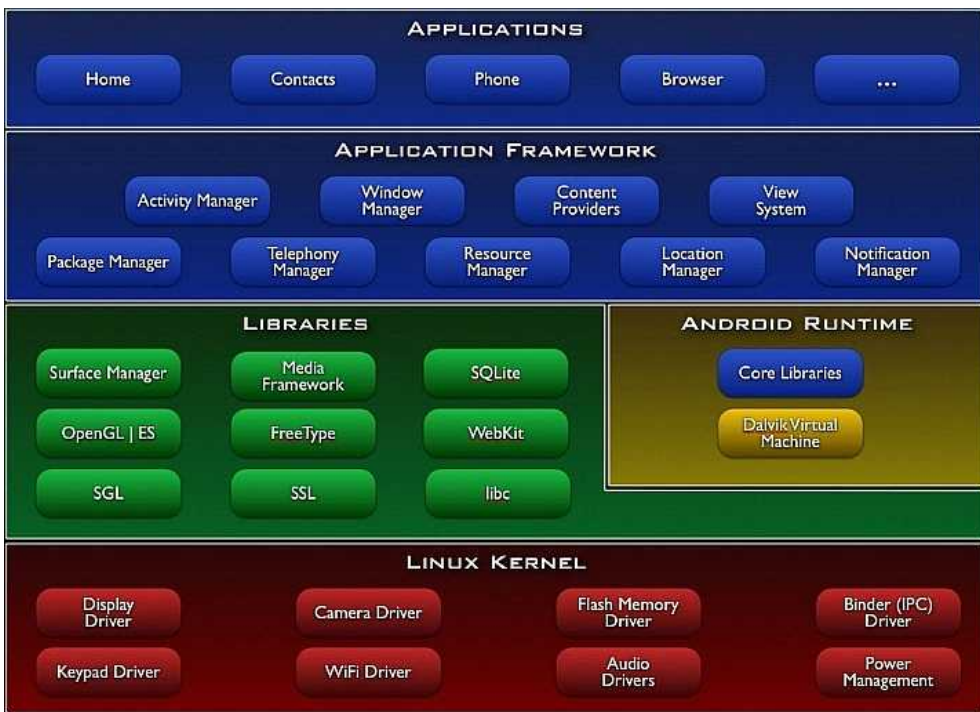 APPLICATIONS
Home
Contacts
Phone
Browser
...
APPLICATION FRAMEWORK
Activity Manager
Window
Manager
Content
Providers
View
System
Package Manager
Telephony
Manager
Resource
Manager
Location
Manager
Notification
Manager
LIBRARIES
Surface Manager
Media
Framework
SQLite
OpenGL | ES
FreeType
WebKit
SGL
SSL
libc
ANDROID RUNTIME
Core Libraries
Dalvik Virtual
Machine
LINUX KERNEL
Display
Driver
Camera Driver
Flash Memory
Driver
Binder (IPC)
Driver
Keypad Driver
WiFi Driver
Audio
Drivers
Power
Management